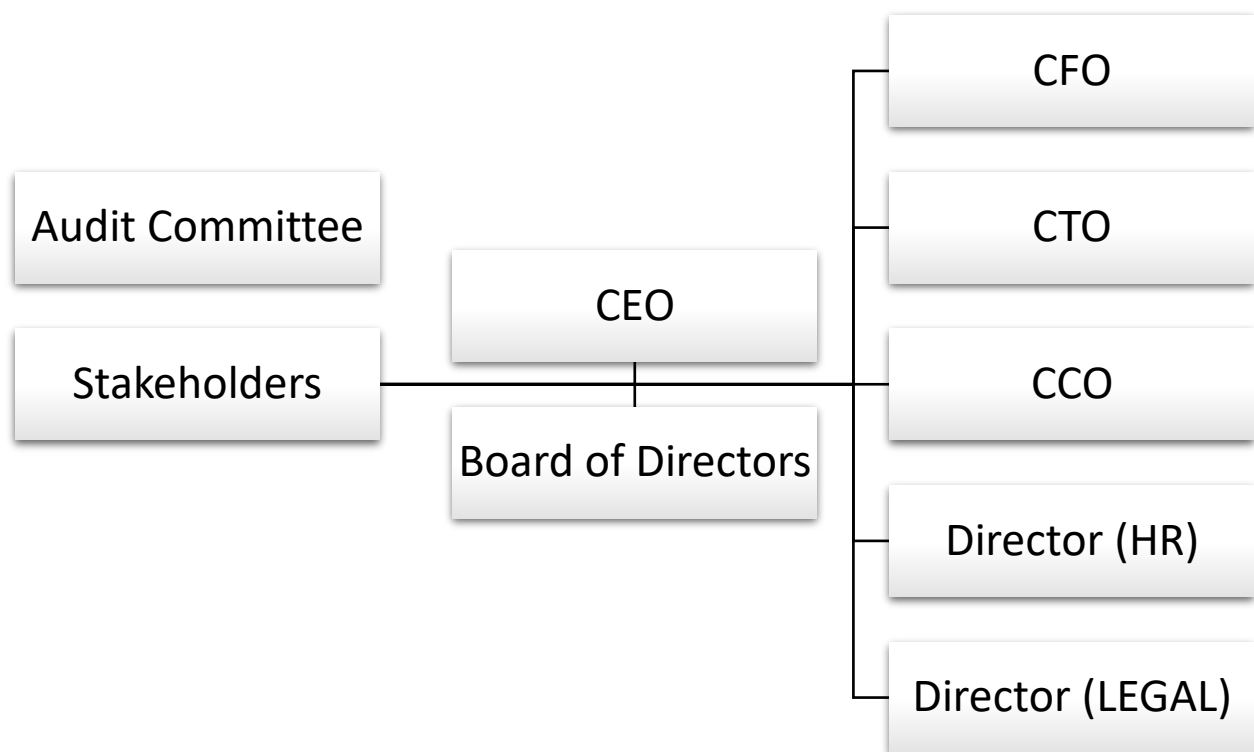 Audit Committee
Stakeholders
CEO
Board of Directors
CFO
CTO
CCO
Director (HR)
Director (LEGAL)